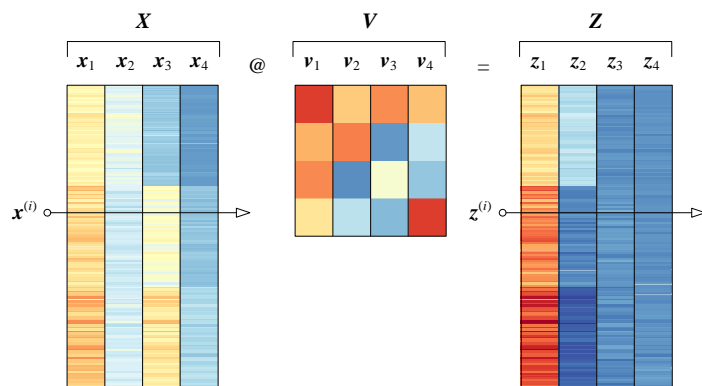 X V Z
x₁ x₂ x₃ x₄ @ v₁ v₂ v₃ v₄ = z₁ z₂ z₃ z₄
x⁽ⁱ⁾ z⁽ⁱ⁾